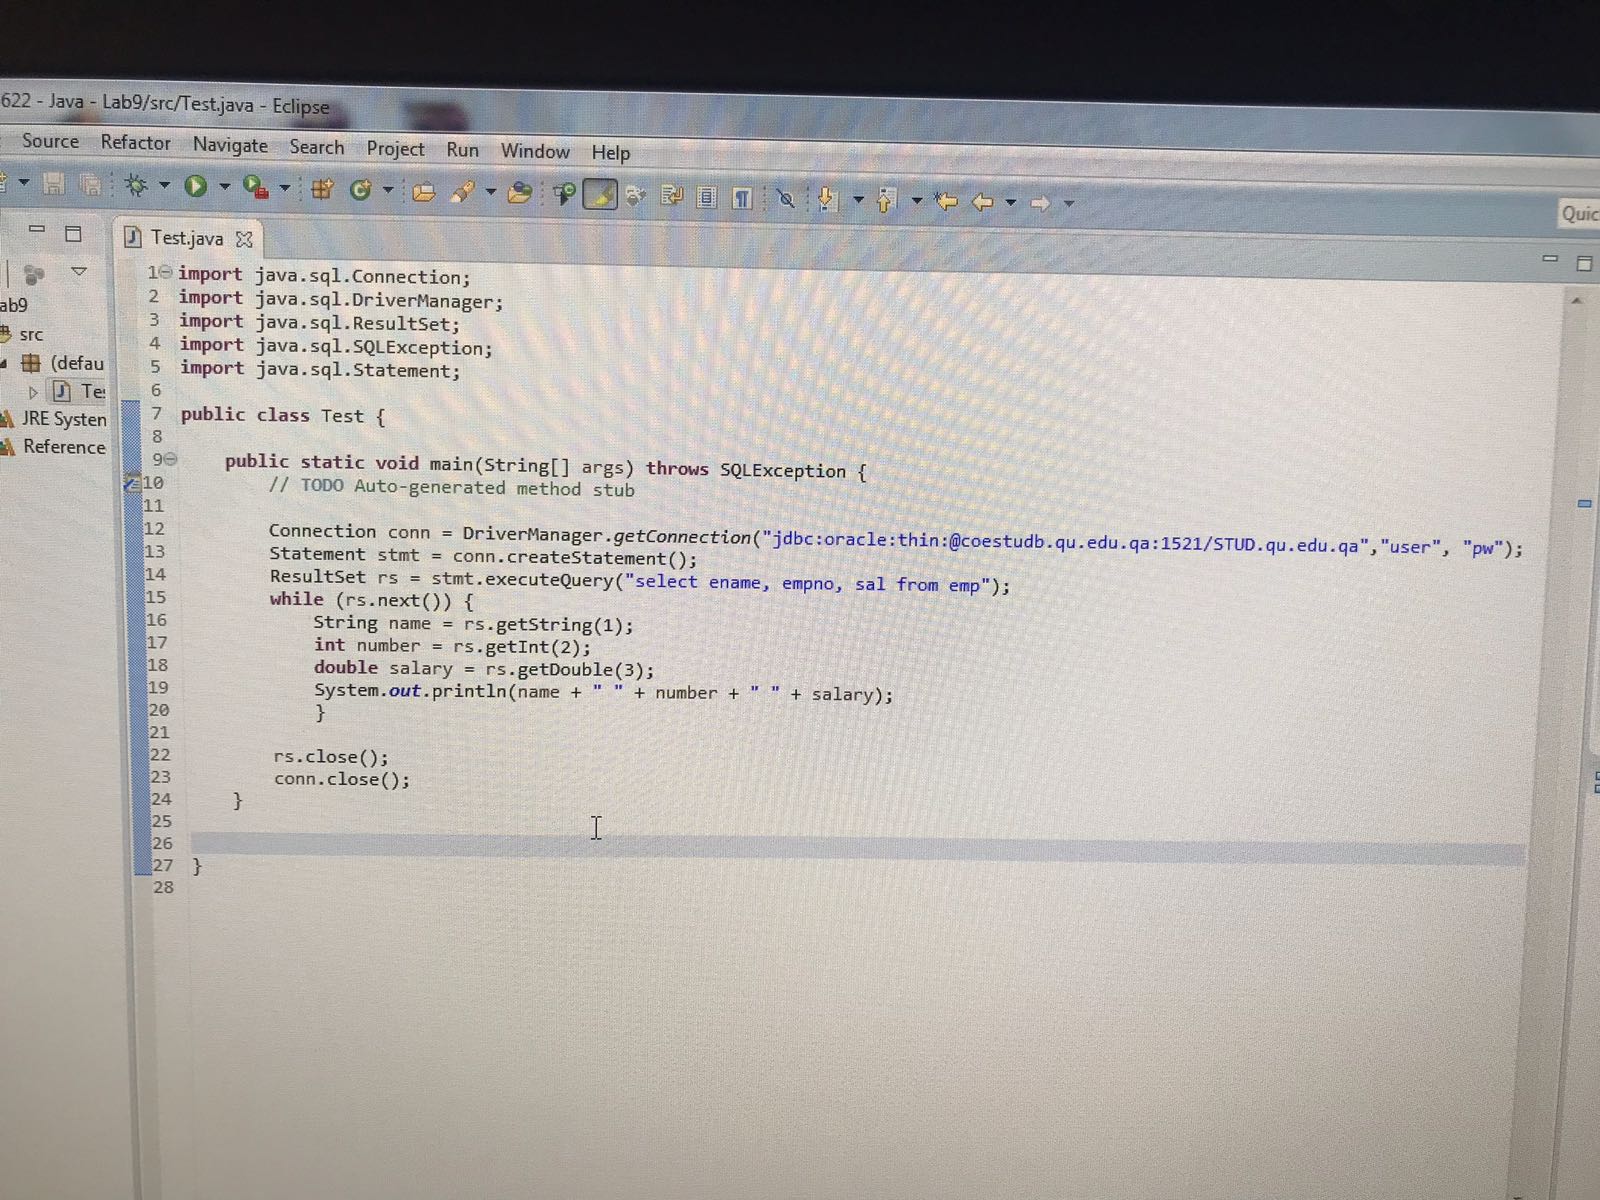 622 - Java - Lab9/src/Test.java - Eclipse
Source Refactor Navigate Search Project Run Window Help
Quic
Test.java
ab9
src
(defau
Te
JRE System
Reference
1 import java.sql.Connection;
2 import java.sql.DriverManager;
3 import java.sql.ResultSet;
4 import java.sql.SQLException;
5 import java.sql.Statement;
6
7 public class Test {
8
9 public static void main(String[] args) throws SQLException {
10 // TODO Auto-generated method stub
11
12 Connection conn = DriverManager.getConnection("jdbc:oracle:thin:@coestudb.qu.edu.qa:1521/STUD.qu.edu.qa","user", "pw");
13 Statement stmt = conn.createStatement();
14 ResultSet rs = stmt.executeQuery("select ename, empno, sal from emp");
15 while (rs.next()) {
16 String name = rs.getString(1);
17 int number = rs.getInt(2);
18 double salary = rs.getDouble(3);
19 System.out.println(name + " " + number + " " + salary);
20 }
21
22 rs.close();
23 conn.close();
24 }
25
26
27 }
28